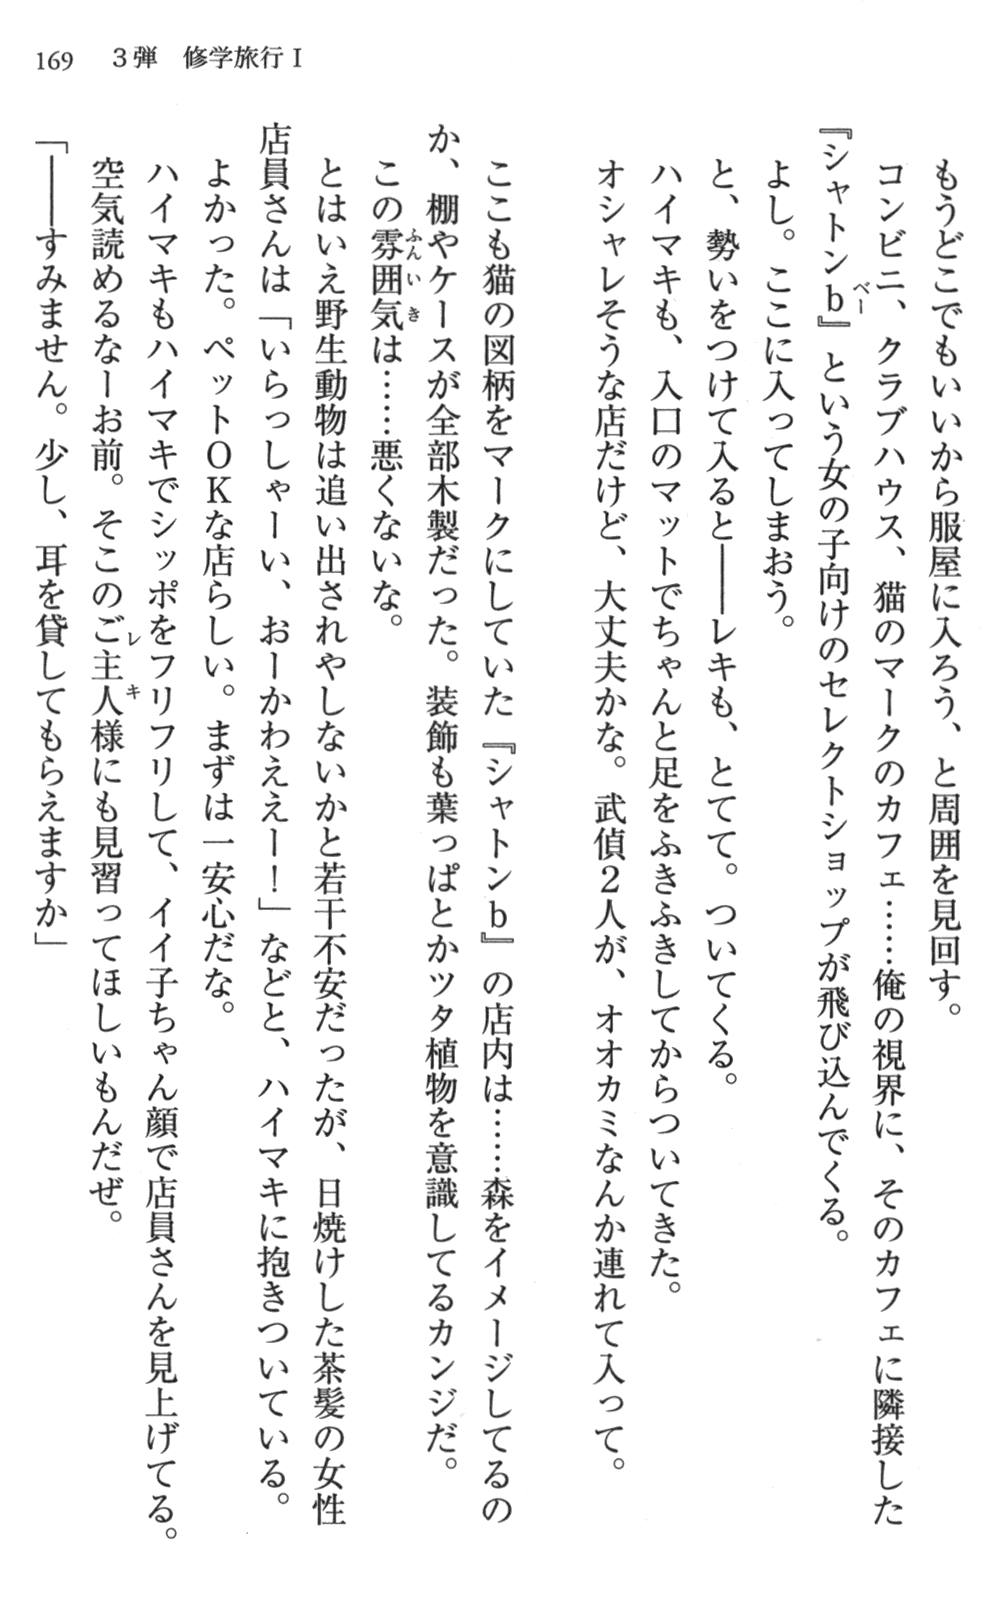 169　３弾　修学旅行Ⅰ
　もうどこでもいいから服屋に入ろう、と周囲を見回す。
　コンビニ、クラブハウス、猫のマークのカフェ……俺の視界に、そのカフェに隣接した
『シャトンｂ』という女の子向けのセレクトショップが飛び込んでくる。
ベー
　よし。ここに入ってしまおう。
　と、勢いをつけて入ると――レキも、とてて。ついてくる。
　ハイマキも、入口のマットでちゃんと足をふきふきしてからついてきた。
　オシャレそうな店だけど、大丈夫かな。武偵２人が、オオカミなんか連れて入って。
　ここも猫の図柄をマークにしていた『シャトンｂ』の店内は……森をイメージしてるの
か、棚やケースが全部木製だった。装飾も葉っぱとかツタ植物を意識してるカンジだ。
　この雰囲気は……悪くないな。
ふんいき
　とはいえ野生動物は追い出されやしないかと若干不安だったが、日焼けした茶髪の女性
店員さんは「いらっしゃーい、おーかわええー！」などと、ハイマキに抱きついている。
　よかった。ペットＯＫな店らしい。まずは一安心だな。
　ハイマキもハイマキでシッポをフリフリして、イイ子ちゃん顔で店員さんを見上げてる。
　空気読めるなーお前。そこのご主人様にも見習ってほしいもんだぜ。
レキ
「――すみません。少し、耳を貸してもらえますか」